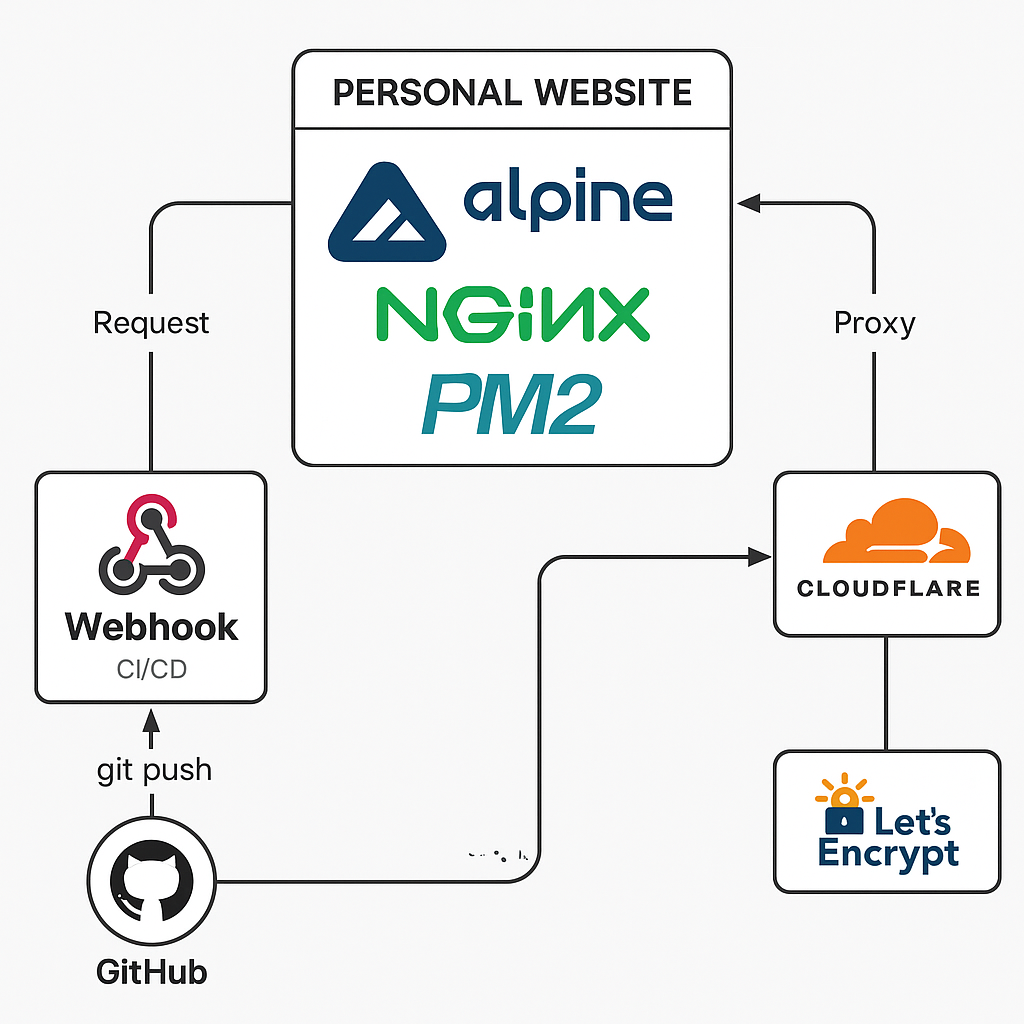 PERSONAL WEBSITE
alpine
NGiNX
PM2
Request
Proxy
Webhook
CI/CD
CLOUDFLARE
git push
Let's
Encrypt
GitHub